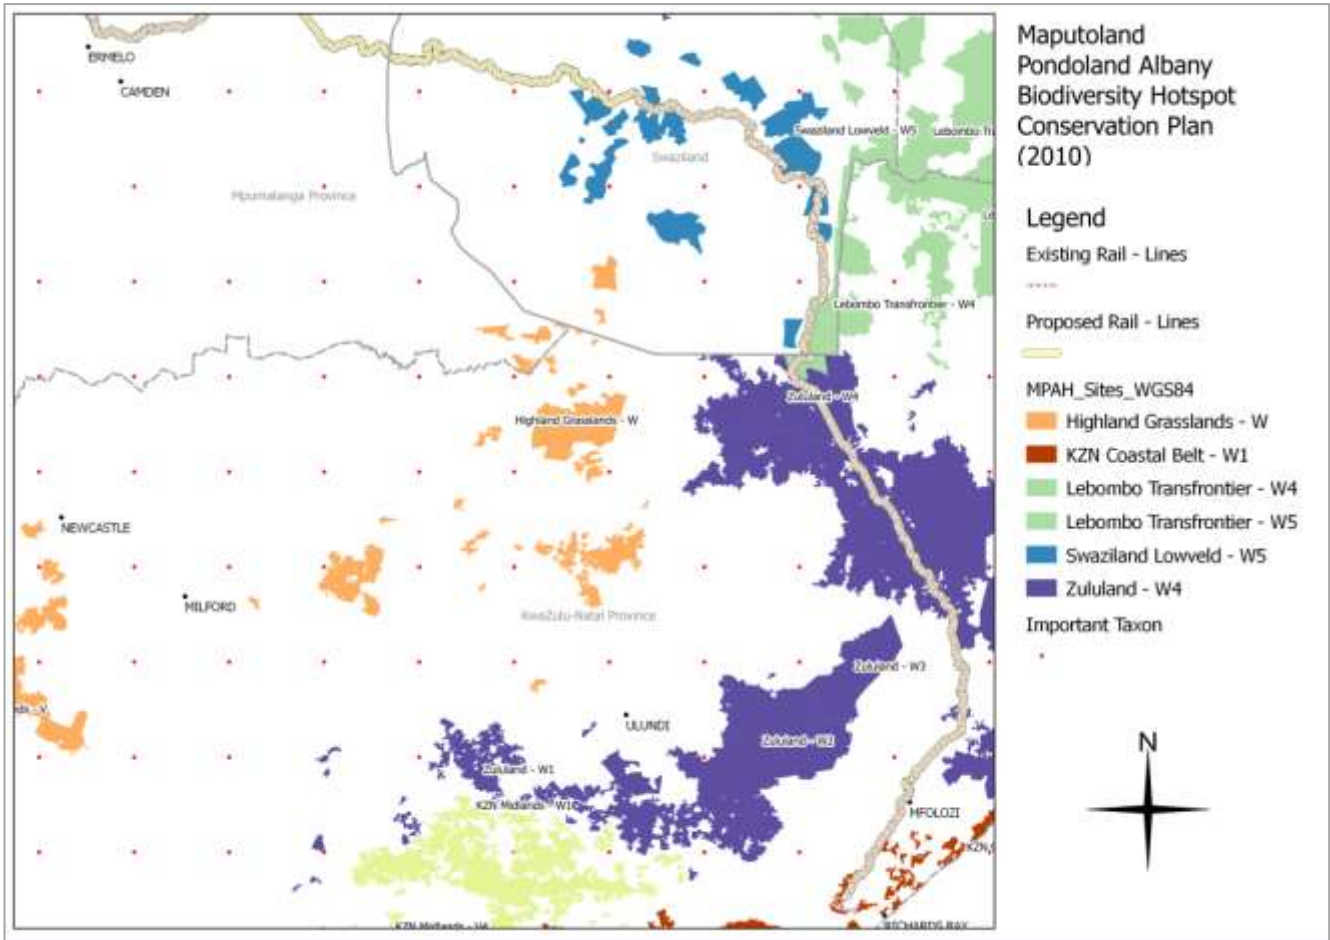 Maputoland
Pondoland Albany
Biodiversity Hotspot
Conservation Plan
(2010)
Legend
Existing Rail - Lines
Proposed Rail - Lines
MPAH_Sites_WGS84
Highland Grasslands - W
KZN Coastal Belt - W1
Lebombo Transfrontier - W4
Lebombo Transfrontier - W5
Swaziland Lowveld - W5
Zululand - W4
Important Taxon
N
ERMELO
CAMDEN
Swaziland Lowveld - W5
Lebombo Tra
Swaziland
Mpumalanga Province
Lebombo Transfrontier - W4
Zululand - W4
Highland Grasslands - W
NEWCASTLE
MILFORD
KwaZulu-Natal Province
Zululand - W3
ULUNDI
Zululand - W1
KZN Midlands - W1
MFOLOZI
KZN
RICHARDS BAY